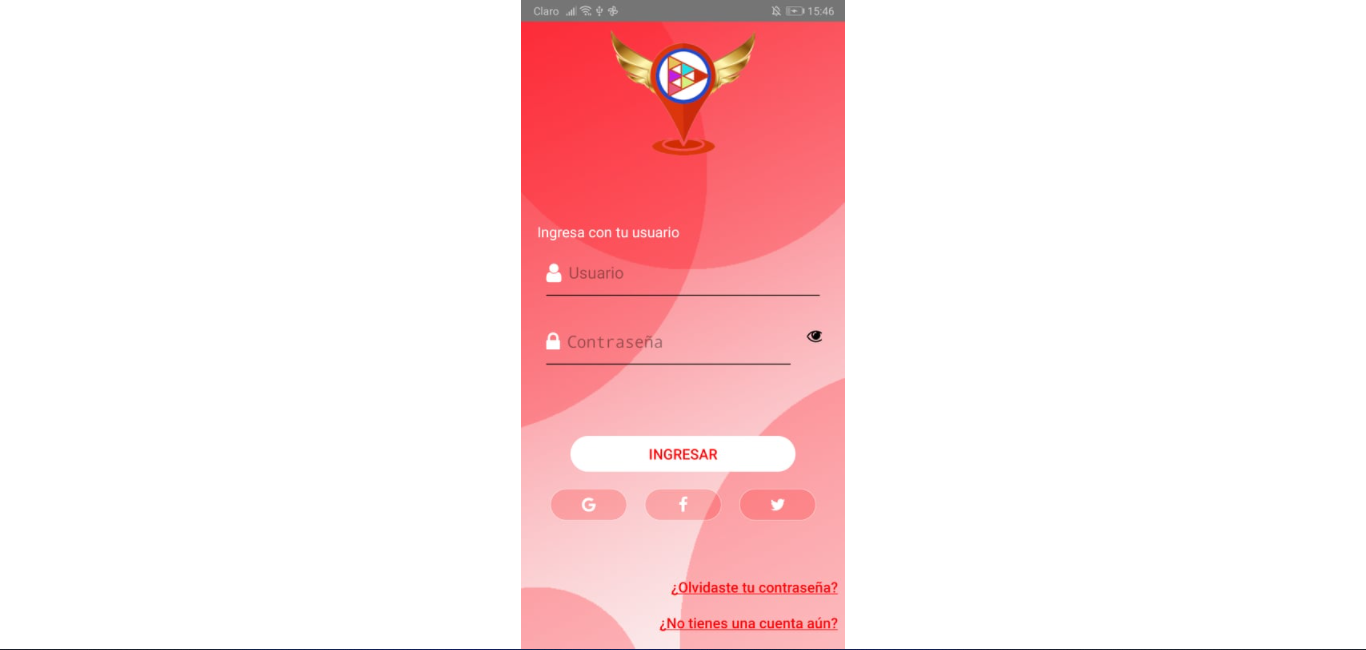 Claro 15:46
Ingresa con tu usuario
Usuario
Contraseña
INGRESAR
¿Olvidaste tu contraseña?
¿No tienes una cuenta aún?